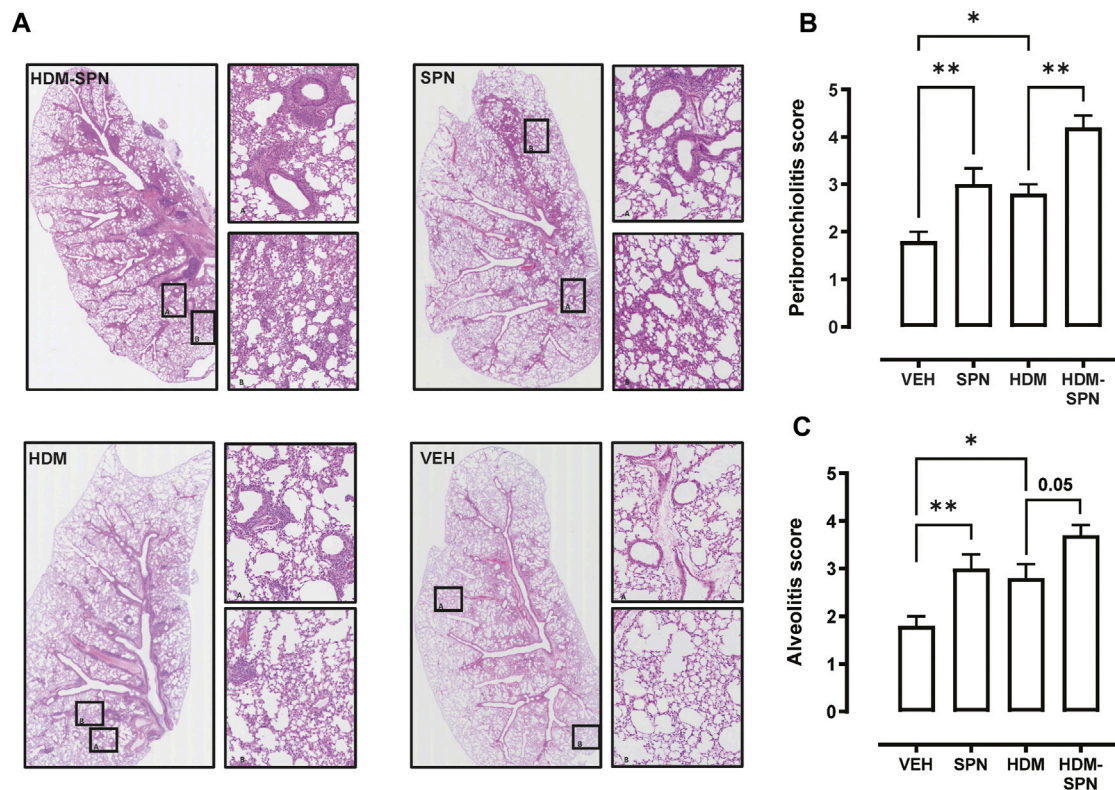 A
HDM-SPN
A
B
A
B
SPN
B
A
A
B
HDM
B
A
A
B
VEH
A
B
A
B
B
Peribronchiolitis score
5
4
3
2
1
0
*
**
**
VEH
SPN
HDM
HDM-
SPN
C
Alveolitis score
5
4
3
2
1
0
*
**
0.05
VEH
SPN
HDM
HDM-
SPN